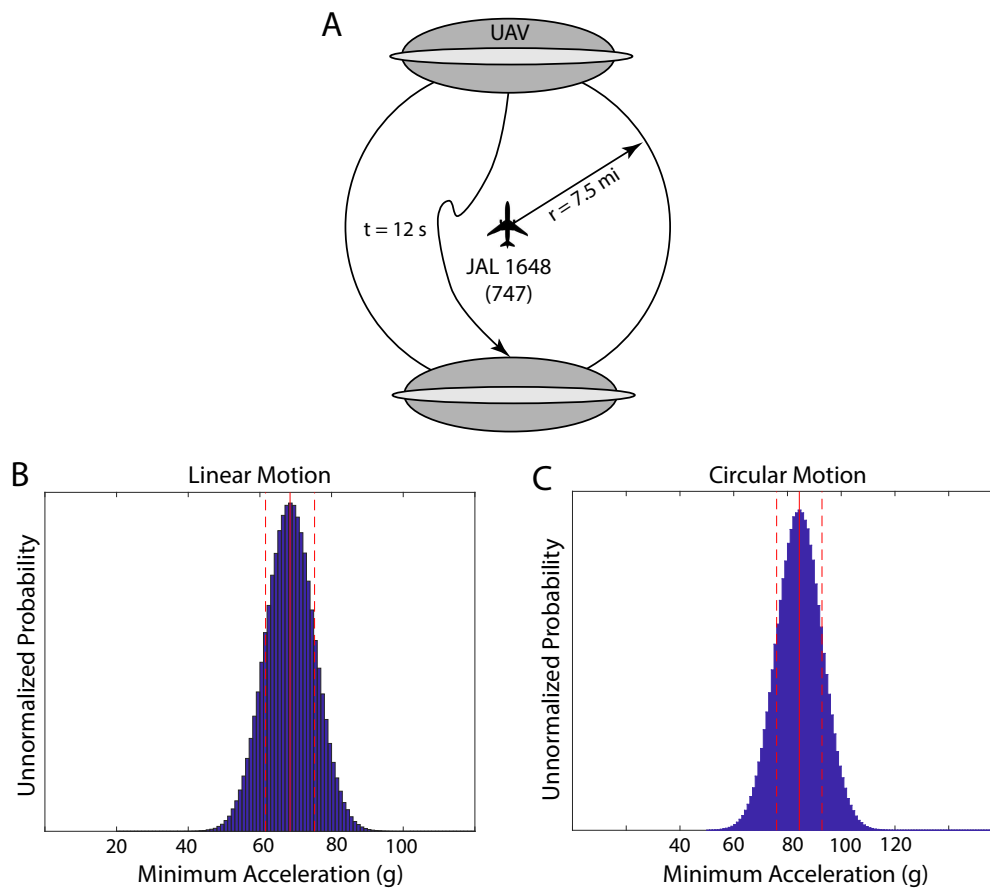 A
UAV
r = 7.5 mi
t = 12 s
JAL 1648
(747)
B
Linear Motion
Unnormalized Probability
20 40 60 80 100
Minimum Acceleration (g)
C
Circular Motion
Unnormalized Probability
40 60 80 100 120
Minimum Acceleration (g)